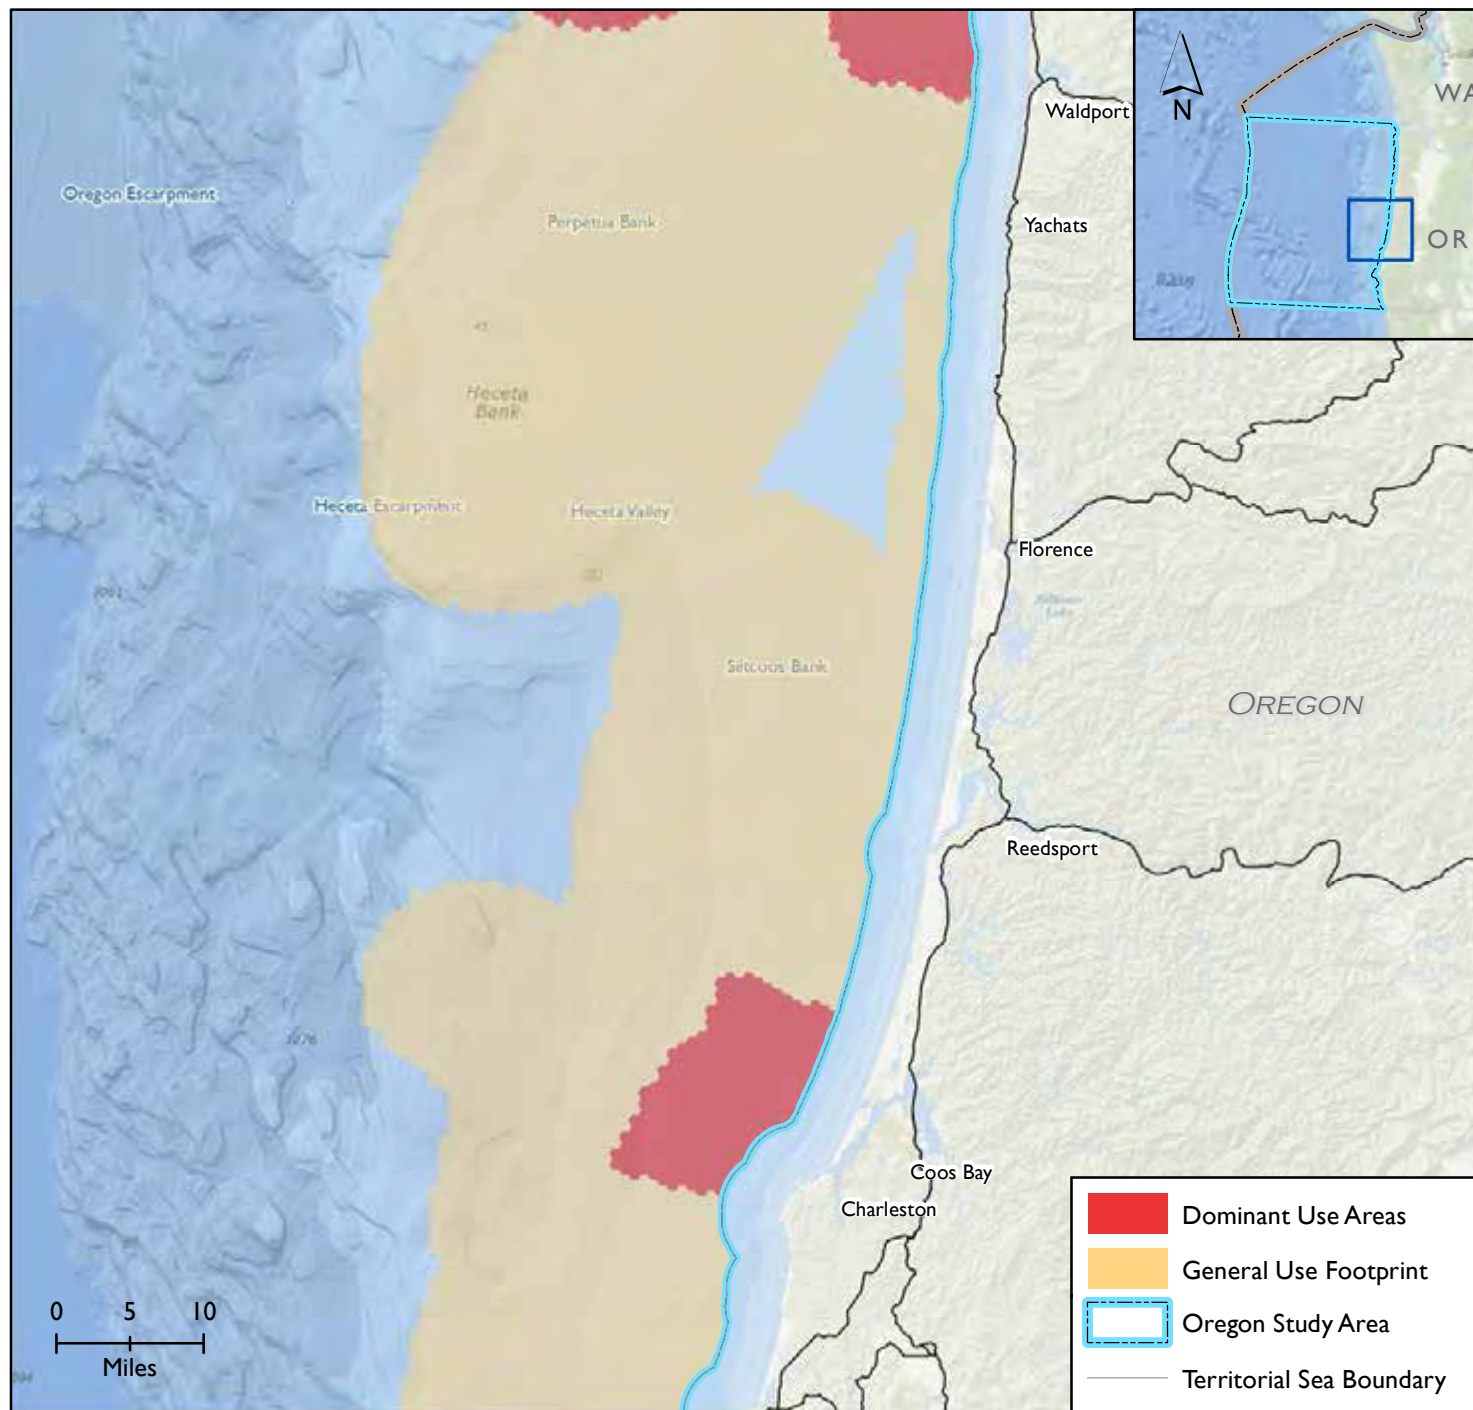 N
WA
OR
Waldport
Oregon Escarpment
Perpetua Bank
Yachats
45
Heceta
Bank
Heceta Escarpment
Heceta Valley
Florence
Siltcoos Bank
OREGON
Reedsport
Coos Bay
Charleston
Dominant Use Areas
General Use Footprint
Oregon Study Area
Territorial Sea Boundary
0 5 10
Miles